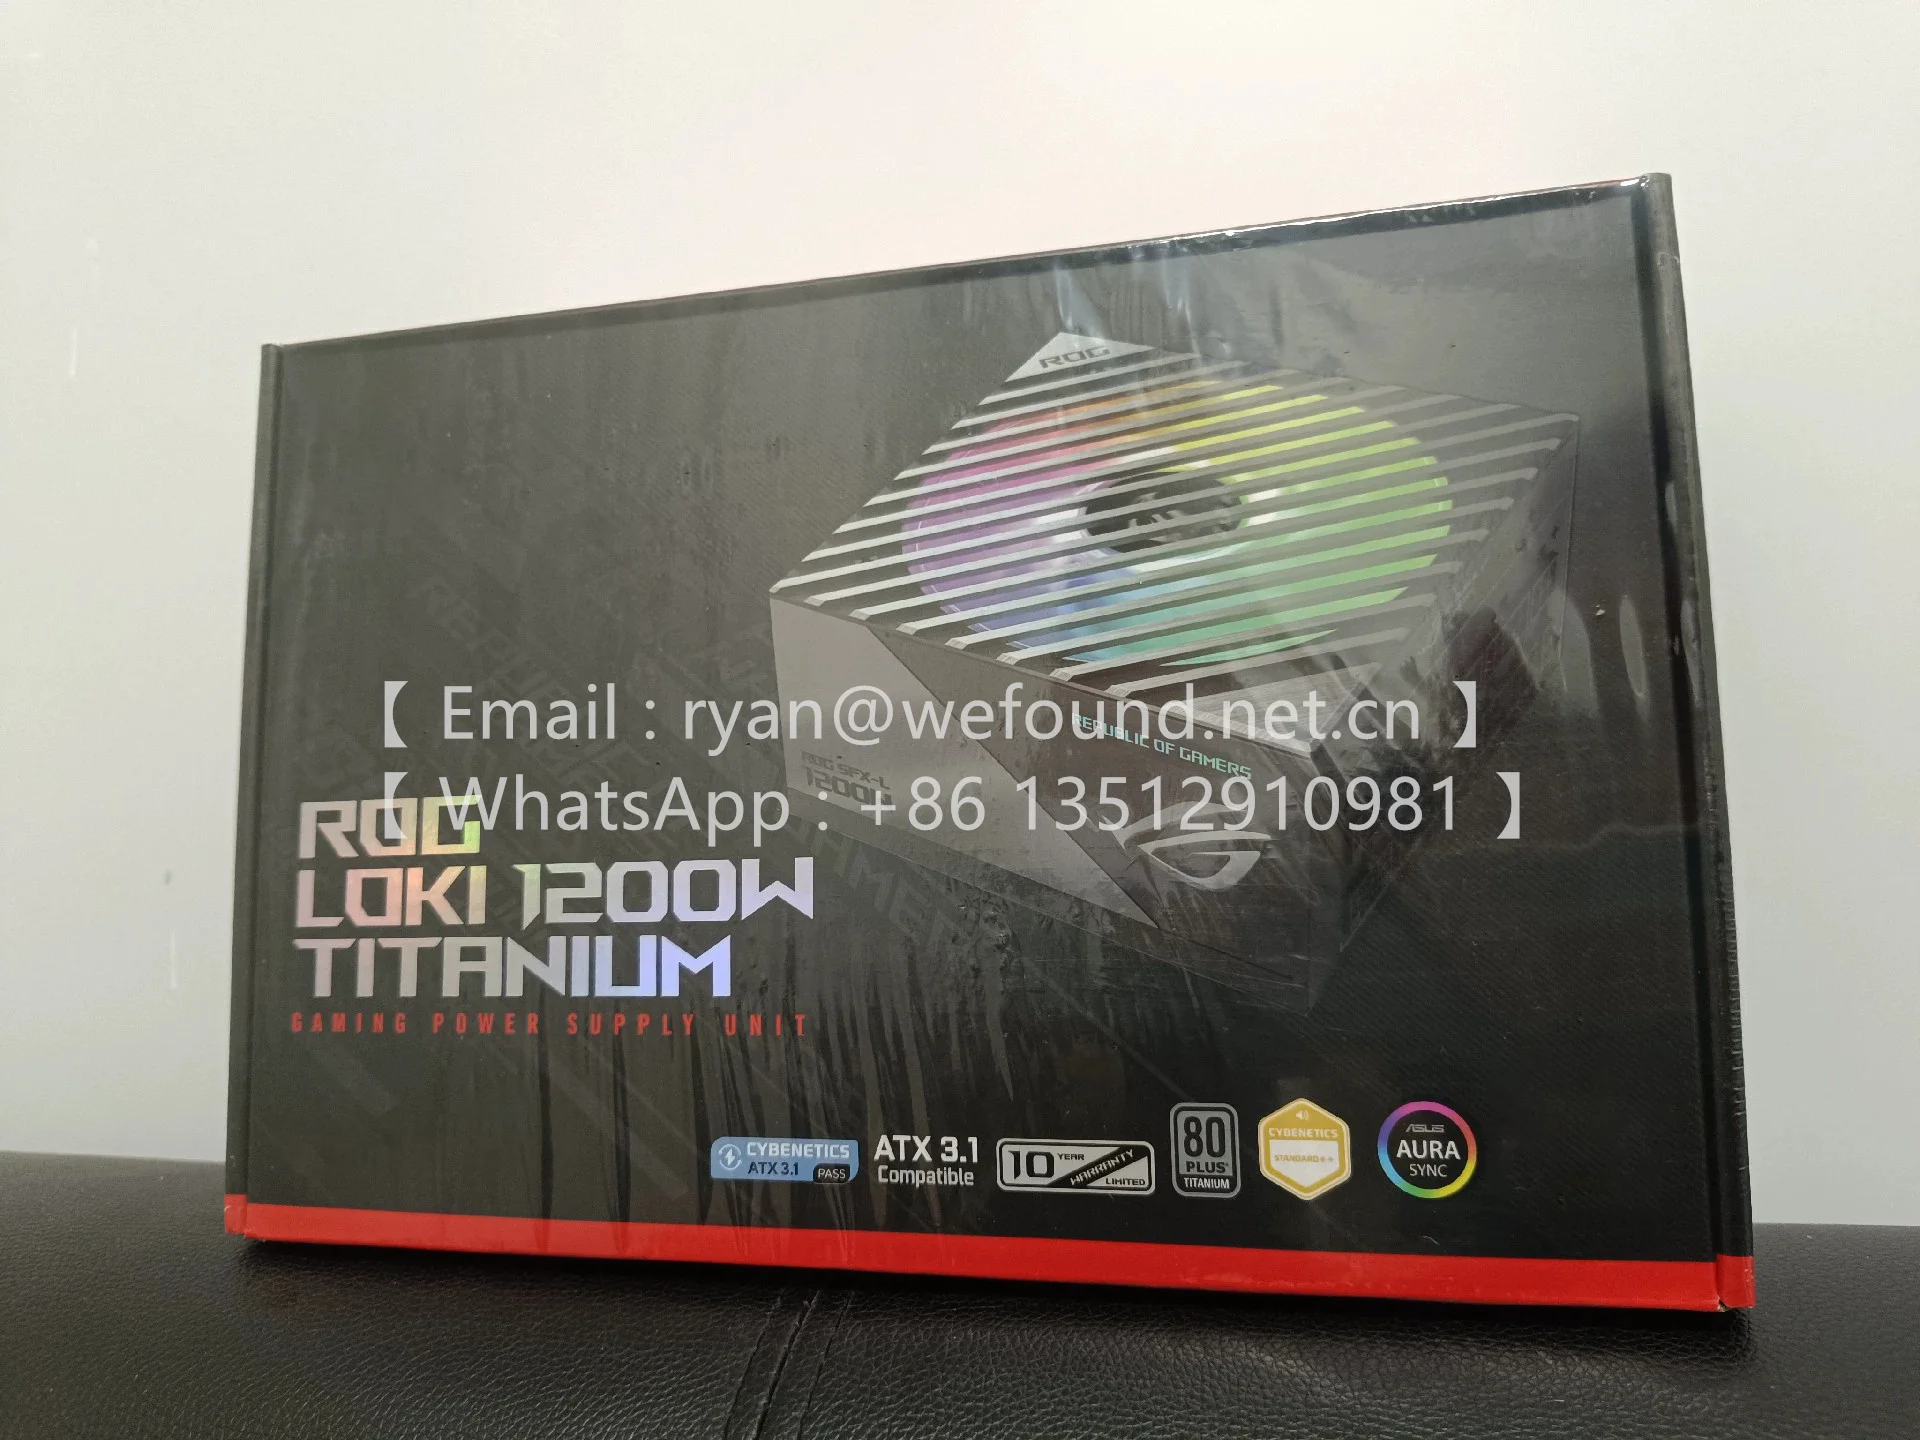 ROG
【 Email : ryan@wefound.net.cn 】
REPUBLIC OF GAMERS
ROG SFX-L
1200W
【 WhatsApp : +86 13512910981 】
ROG
LOKI 1200W
TITANIUM
GAMING POWER SUPPLY UNIT
CYBENETICS
ATX 3.1 PASS
ATX 3.1
Compatible
10 YEAR
WARRANTY
LIMITED
80
PLUS
TITANIUM
CYBENETICS
STANDARD++
ASUS
AURA
SYNC